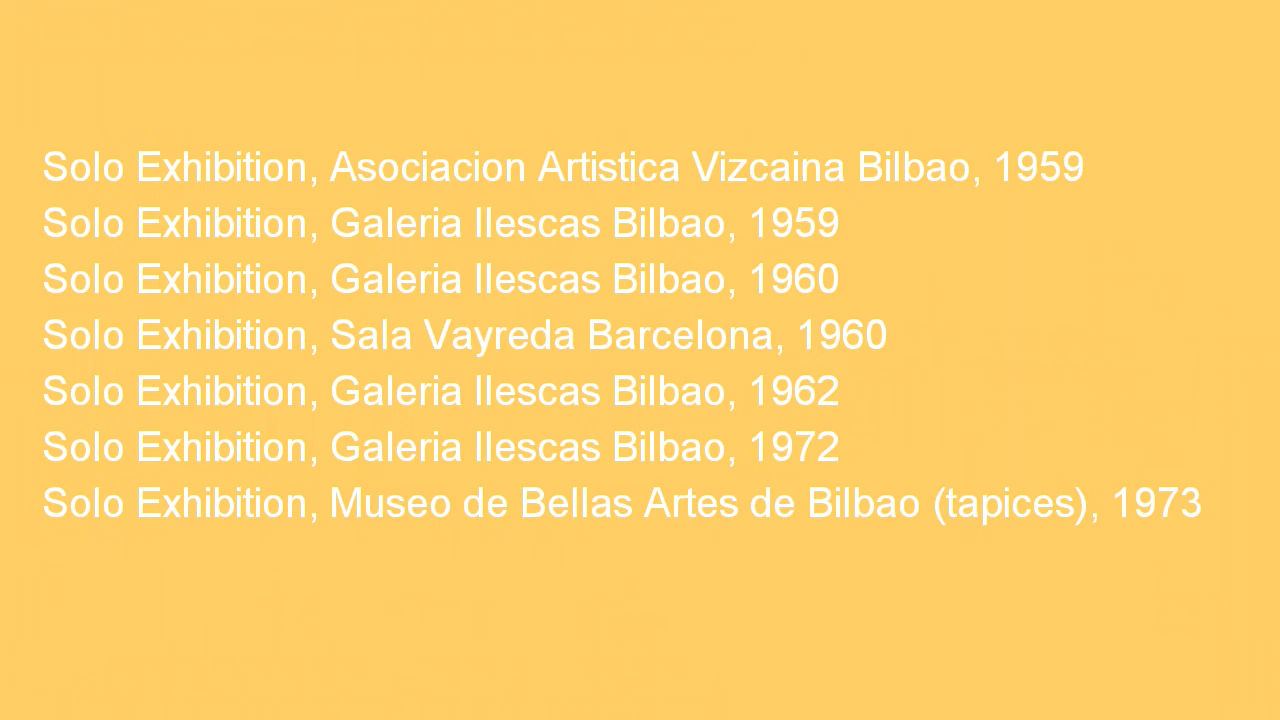 Solo Exhibition, Asociacion Artistica Vizcaina Bilbao, 1959
Solo Exhibition, Galeria Ilescas Bilbao, 1959
Solo Exhibition, Galeria Ilescas Bilbao, 1960
Solo Exhibition, Sala Vayreda Barcelona, 1960
Solo Exhibition, Galeria Ilescas Bilbao, 1962
Solo Exhibition, Galeria Ilescas Bilbao, 1972
Solo Exhibition, Museo de Bellas Artes de Bilbao (tapices), 1973